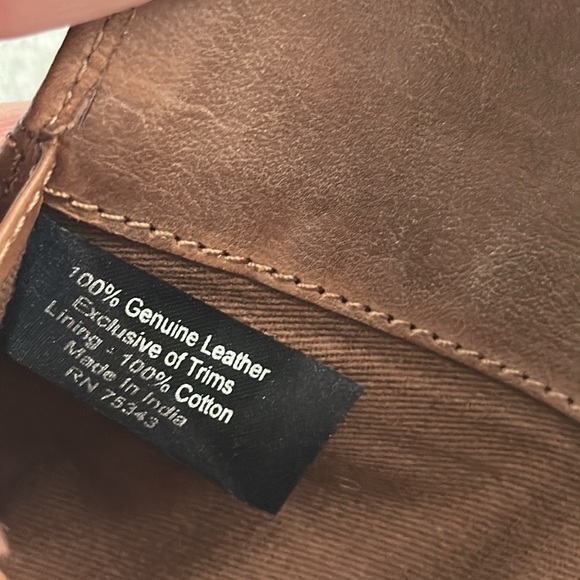 100% Genuine Leather
Exclusive of Trims
Lining - 100% Cotton
Made In India
RN 75343